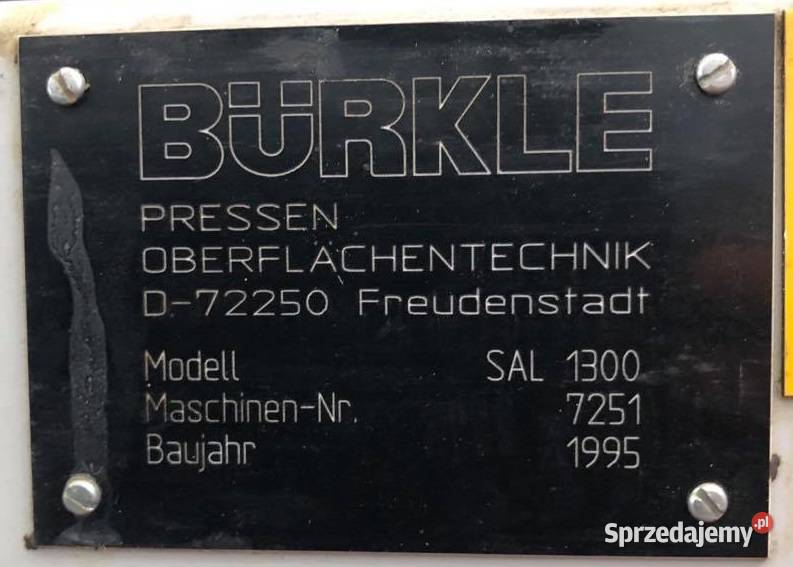 BÜRKLE
PRESSEN
OBERFLÄCHENTECHNIK
D-72250 Freudenstadt
Modell SAL 1300
Maschinen-Nr. 7251
Baujahr 1995
Sprzedajemy.pl